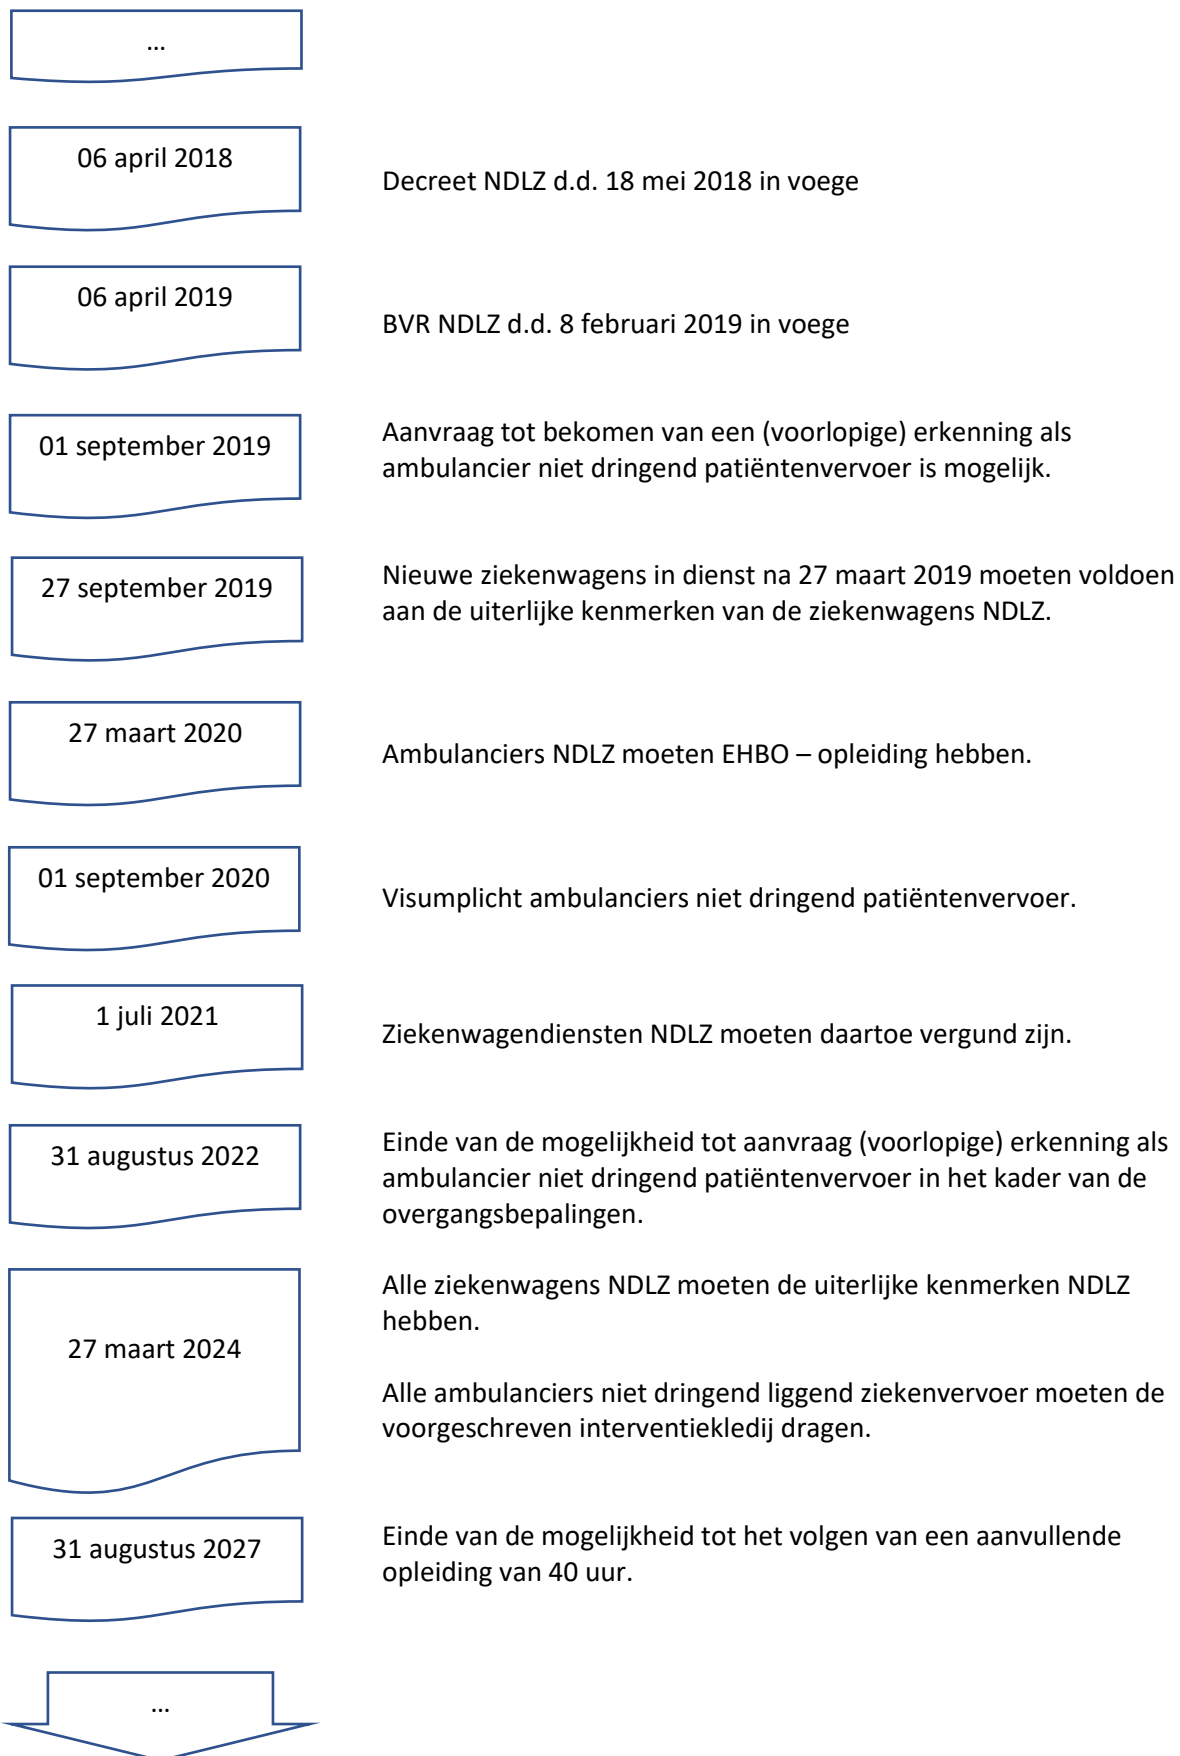 ...
06 april 2018
Decreet NDLZ d.d. 18 mei 2018 in voege
06 april 2019
BVR NDLZ d.d. 8 februari 2019 in voege
01 september 2019
Aanvraag tot bekomen van een (voorlopige) erkenning als
ambulancier niet dringend patiëntenvervoer is mogelijk.
27 september 2019
Nieuwe ziekenwagens in dienst na 27 maart 2019 moeten voldoen
aan de uiterlijke kenmerken van de ziekenwagens NDLZ.
27 maart 2020
Ambulanciers NDLZ moeten EHBO – opleiding hebben.
01 september 2020
Visumplicht ambulanciers niet dringend patiëntenvervoer.
1 juli 2021
Ziekenwagendiensten NDLZ moeten daartoe vergund zijn.
31 augustus 2022
Einde van de mogelijkheid tot aanvraag (voorlopige) erkenning als
ambulancier niet dringend patiëntenvervoer in het kader van de
overgangsbepalingen.
27 maart 2024
Alle ziekenwagens NDLZ moeten de uiterlijke kenmerken NDLZ
hebben.
Alle ambulanciers niet dringend liggend ziekenvervoer moeten de
voorgeschreven interventiekledij dragen.
31 augustus 2027
Einde van de mogelijkheid tot het volgen van een aanvullende
opleiding van 40 uur.
...